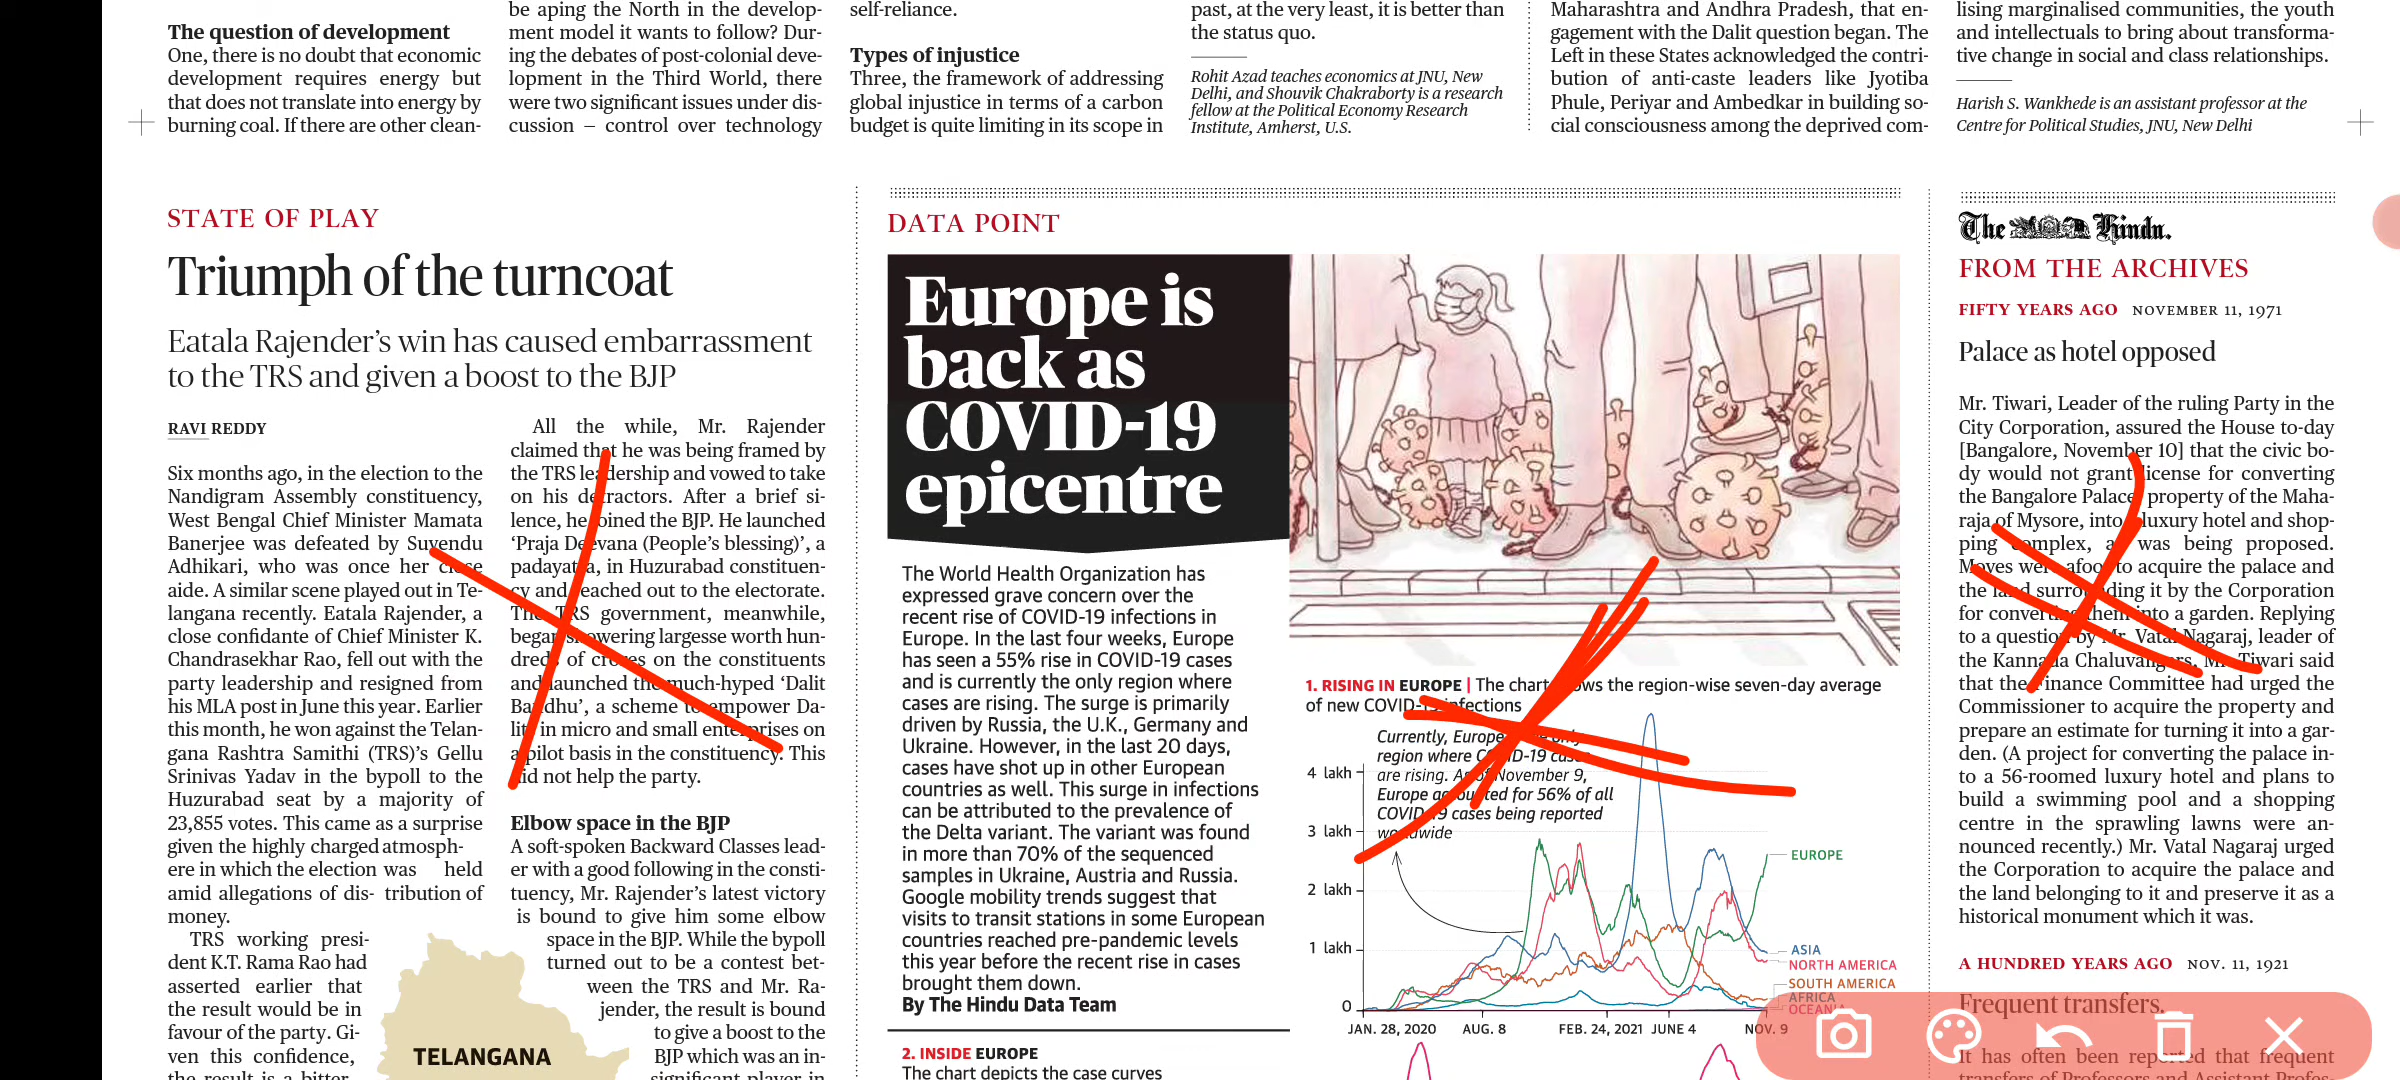 The question of development
One, there is no doubt that economic
development requires energy but
that does not translate into energy by
burning coal. If there are other clean-
be aping the North in the develop-
ment model it wants to follow? Dur-
ing the debates of post-colonial deve-
lopment in the Third World, there
were two significant issues under dis-
cussion – control over technology
self-reliance.
Types of injustice
Three, the framework of addressing
global injustice in terms of a carbon
budget is quite limiting in its scope in
past, at the very least, it is better than
the status quo.
Rohit Azad teaches economics at JNU, New
Delhi, and Shouvik Chakraborty is a research
fellow at the Political Economy Research
Institute, Amherst, U.S.
Maharashtra and Andhra Pradesh, that en-
gagement with the Dalit question began. The
Left in these States acknowledged the contri-
bution of anti-caste leaders like Jyotiba
Phule, Periyar and Ambedkar in building so-
cial consciousness among the deprived com-
lising marginalised communities, the youth
and intellectuals to bring about transforma-
tive change in social and class relationships.
Harish S. Wankhede is an assistant professor at the
Centre for Political Studies, JNU, New Delhi
STATE OF PLAY
Triumph of the turncoat
Eatala Rajender's win has caused embarrassment
to the TRS and given a boost to the BJP
RAVI REDDY
Six months ago, in the election to the
Nandigram Assembly constituency,
West Bengal Chief Minister Mamata
Banerjee was defeated by Suvendu
Adhikari, who was once her close
aide. A similar scene played out in Te-
langana recently. Eatala Rajender, a
close confidante of Chief Minister K.
Chandrasekhar Rao, fell out with the
party leadership and resigned from
his MLA post in June this year. Earlier
this month, he won against the Telan-
gana Rashtra Samithi (TRS)'s Gellu
Srinivas Yadav in the bypoll to the
Huzurabad seat by a majority of
23,855 votes. This came as a surprise
given the highly charged atmosph-
ere in which the election was held
amid allegations of dis- tribution of
money.
TRS working presi-
dent K.T. Rama Rao had
asserted earlier that
the result would be in
favour of the party. Gi-
ven this confidence,
the result is a bitter
TELANGANA
All the while, Mr. Rajender
claimed that he was being framed by
the TRS leadership and vowed to take
on his detractors. After a brief si-
lence, he joined the BJP. He launched
'Praja Deevana (People's blessing)', a
padayatra, in Huzurabad constituen-
cy and reached out to the electorate.
The TRS government, meanwhile,
began showering largesse worth hun-
dreds of crores on the constituents
and launched the much-hyped 'Dalit
Bandhu', a scheme to empower Da-
lits in micro and small enterprises on
a pilot basis in the constituency. This
did not help the party.
Elbow space in the BJP
A soft-spoken Backward Classes lead-
er with a good following in the consti-
tuency, Mr. Rajender's latest victory
is bound to give him some elbow
space in the BJP. While the bypoll
turned out to be a contest bet-
ween the TRS and Mr. Ra-
jender, the result is bound
to give a boost to the
BJP which was an in-
significant player in
DATA POINT
Europe is
back as
COVID-19
epicentre
The World Health Organization has
expressed grave concern over the
recent rise of COVID-19 infections in
Europe. In the last four weeks, Europe
has seen a 55% rise in COVID-19 cases
and is currently the only region where
cases are rising. The surge is primarily
driven by Russia, the U.K., Germany and
Ukraine. However, in the last 20 days,
cases have shot up in other European
countries as well. This surge in infections
can be attributed to the prevalence of
the Delta variant. The variant was found
in more than 70% of the sequenced
samples in Ukraine, Austria and Russia.
Google mobility trends suggest that
visits to transit stations in some European
countries reached pre-pandemic levels
this year before the recent rise in cases
brought them down.
By The Hindu Data Team
2. INSIDE EUROPE
The chart depicts the case curves
1. RISING IN EUROPE | The chart shows the region-wise seven-day average
of new COVID-19 infections
Currently, Europe is the only
region where COVID-19 cases
are rising. As of November 9,
Europe accounted for 56% of all
COVID-19 cases being reported
worldwide
4 lakh
3 lakh
2 lakh
1 lakh
0
EUROPE
ASIA
NORTH AMERICA
SOUTH AMERICA
AFRICA
OCEANIA
JAN. 28, 2020 AUG. 8 FEB. 24, 2021 JUNE 4 NOV. 9
The Hindu.
FROM THE ARCHIVES
FIFTY YEARS AGO NOVEMBER 11, 1971
Palace as hotel opposed
Mr. Tiwari, Leader of the ruling Party in the
City Corporation, assured the House to-day
[Bangalore, November 10] that the civic bo-
dy would not grant license for converting
the Bangalore Palace, property of the Maha-
raja of Mysore, into a luxury hotel and shop-
ping complex, as was being proposed.
Moves were afoot to acquire the palace and
the land surrounding it by the Corporation
for converting them into a garden. Replying
to a question by Mr. Vatal Nagaraj, leader of
the Kannada Chaluvaligars, Mr. Tiwari said
that the Finance Committee had urged the
Commissioner to acquire the property and
prepare an estimate for turning it into a gar-
den. (A project for converting the palace in-
to a 56-roomed luxury hotel and plans to
build a swimming pool and a shopping
centre in the sprawling lawns were an-
nounced recently.) Mr. Vatal Nagaraj urged
the Corporation to acquire the palace and
the land belonging to it and preserve it as a
historical monument which it was.
A HUNDRED YEARS AGO NOV. 11, 1921
Frequent transfers.
It has often been reported that frequent
transfers of Professors and Assistant Profes-